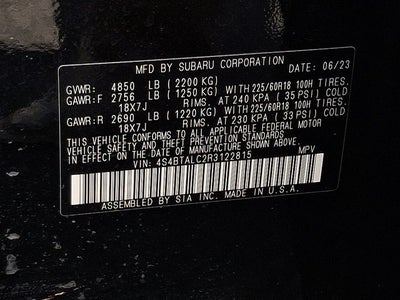 MFD BY SUBARU CORPORATION DATE: 06/23
GVWR: 4850 LB (2200 KG)
GAWR:F 2756 LB (1250 KG) WITH 225/60R18 100H TIRES.
18X7J RIMS. AT 240 KPA (35 PSI) COLD
GAWR:R 2690 LB (1220 KG) WITH 225/60R18 100H TIRES.
18X7J RIMS. AT 230 KPA (33 PSI) COLD
THIS VEHICLE CONFORMS TO ALL APPLICABLE FEDERAL MOTOR
VEHICLE SAFETY AND THEFT PREVENTION STANDARDS
IN EFFECT ON THE DATE OF MANUFACTURE SHOWN ABOVE.
VIN: 4S4BTALC2R3122815 MPV
ASSEMBLED BY SIA INC. MADE IN U.S.A.